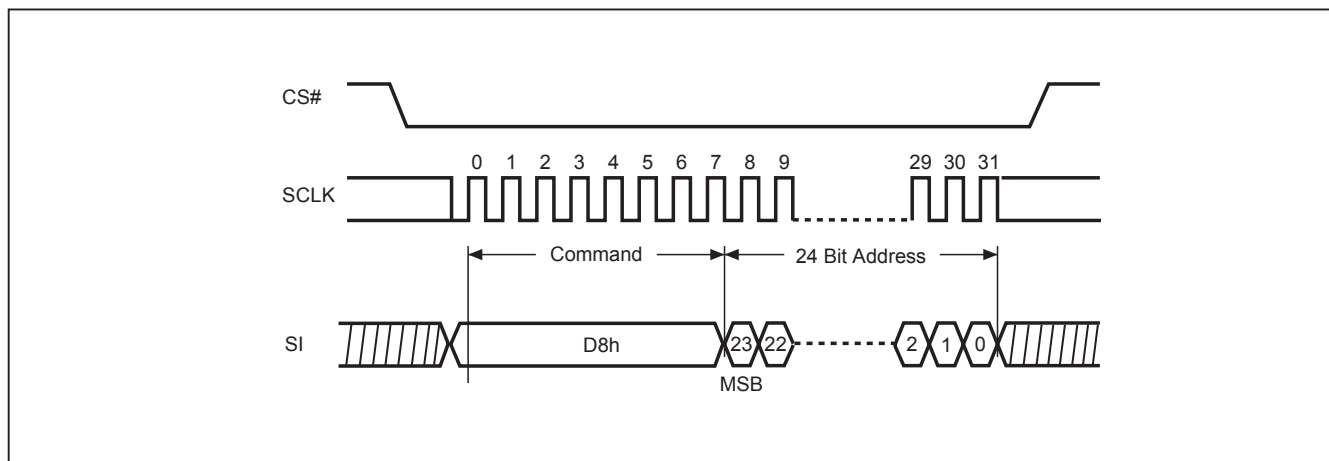 CS#
0 1 2 3 4 5 6 7 8 9 29 30 31
SCLK
Command 24 Bit Address
SI D8h 23 22 2 1 0
MSB